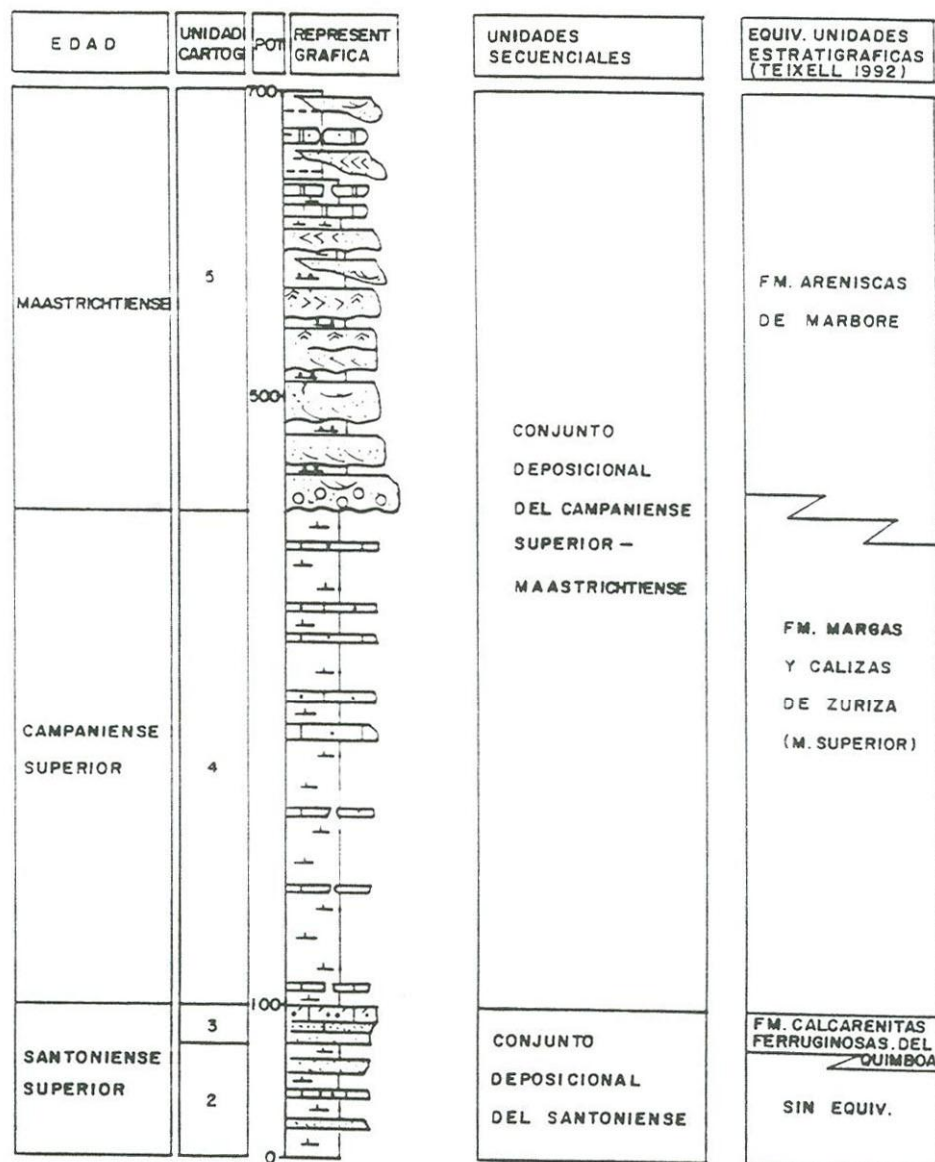 EDAD
UNIDAD
CARTOG
POT
REPRESENT
GRAFICA
UNIDADES
SECUENCIALES
EQUIV. UNIDADES
ESTRATIGRAFICAS
(TEIXELL 1992)
700
MAASTRICHTIENSE
5
500
FM. ARENISCAS
DE MARBORE
CONJUNTO
DEPOSICIONAL
DEL CAMPANIENSE
SUPERIOR –
MAASTRICHTIENSE
CAMPANIENSE
SUPERIOR
4
FM. MARGAS
Y CALIZAS
DE ZURIZA
(M. SUPERIOR)
100
SANTONIENSE
SUPERIOR
3
2
0
CONJUNTO
DEPOSICIONAL
DEL SANTONIENSE
FM. CALCARENITAS
FERRUGINOSAS. DEL
QUIMBOA
SIN EQUIV.